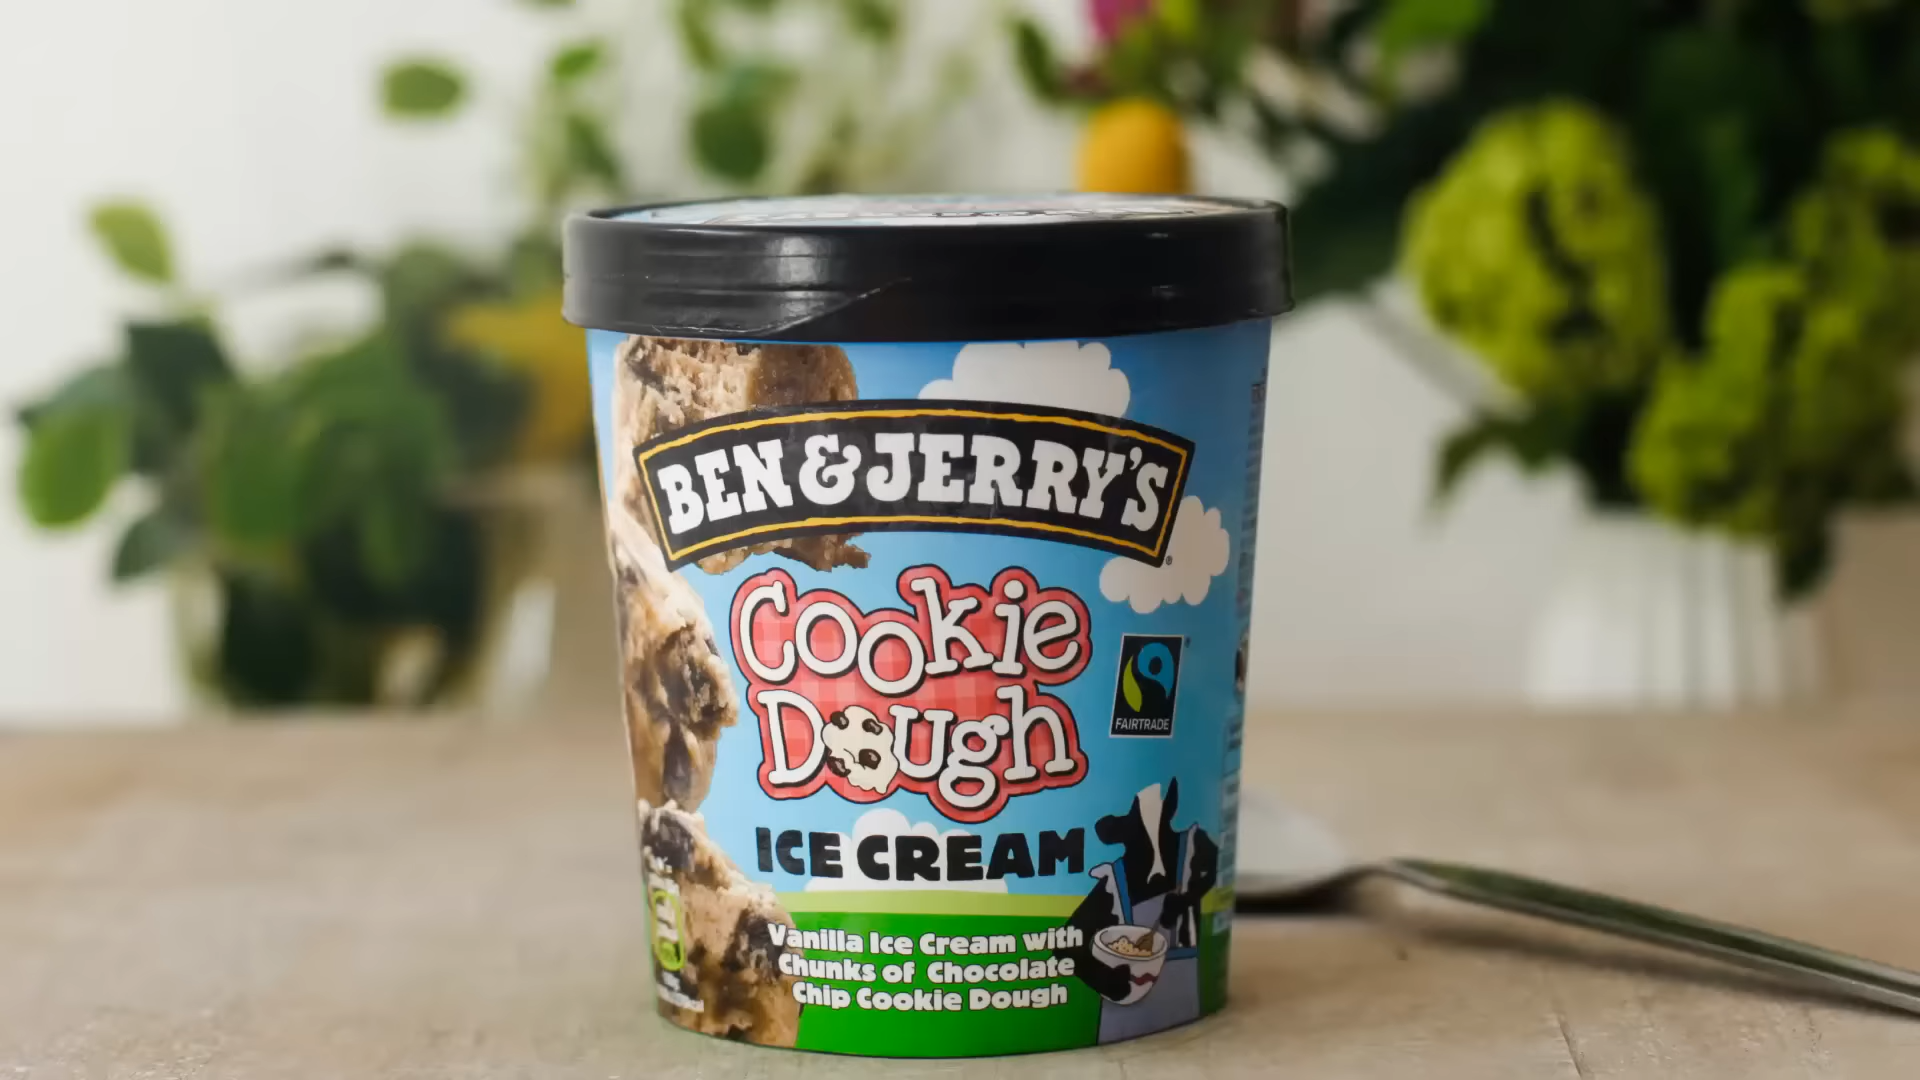 BEN & JERRY'S
Cookie
Dough
ICE CREAM
FAIRTRADE
Vanilla Ice Cream with
Chunks of Chocolate
Chip Cookie Dough